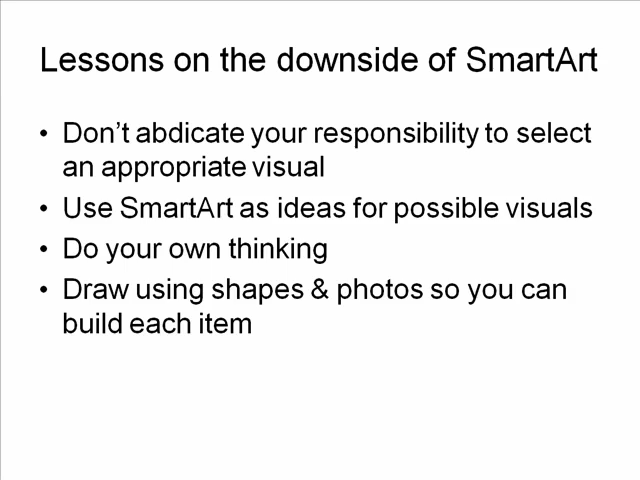 Lessons on the downside of SmartArt
• Don’t abdicate your responsibility to select
an appropriate visual
• Use SmartArt as ideas for possible visuals
• Do your own thinking
• Draw using shapes & photos so you can
build each item